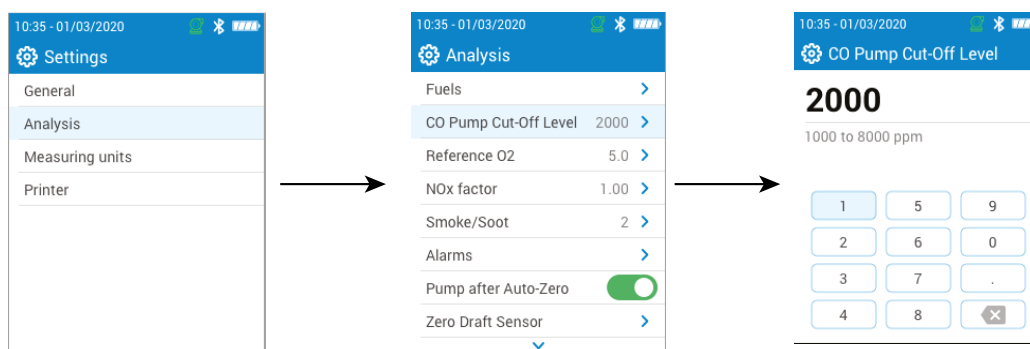 10:35 - 01/03/2020
Settings
General
Analysis
Measuring units
Printer
10:35 - 01/03/2020
Analysis
Fuels
CO Pump Cut-Off Level 2000
Reference O2 5.0
NOx factor 1.00
Smoke/Soot 2
Alarms
Pump after Auto-Zero
Zero Draft Sensor
10:35 - 01/03/2020
CO Pump Cut-Off Level
2000
1000 to 8000 ppm
1 5 9
2 6 0
3 7 .
4 8